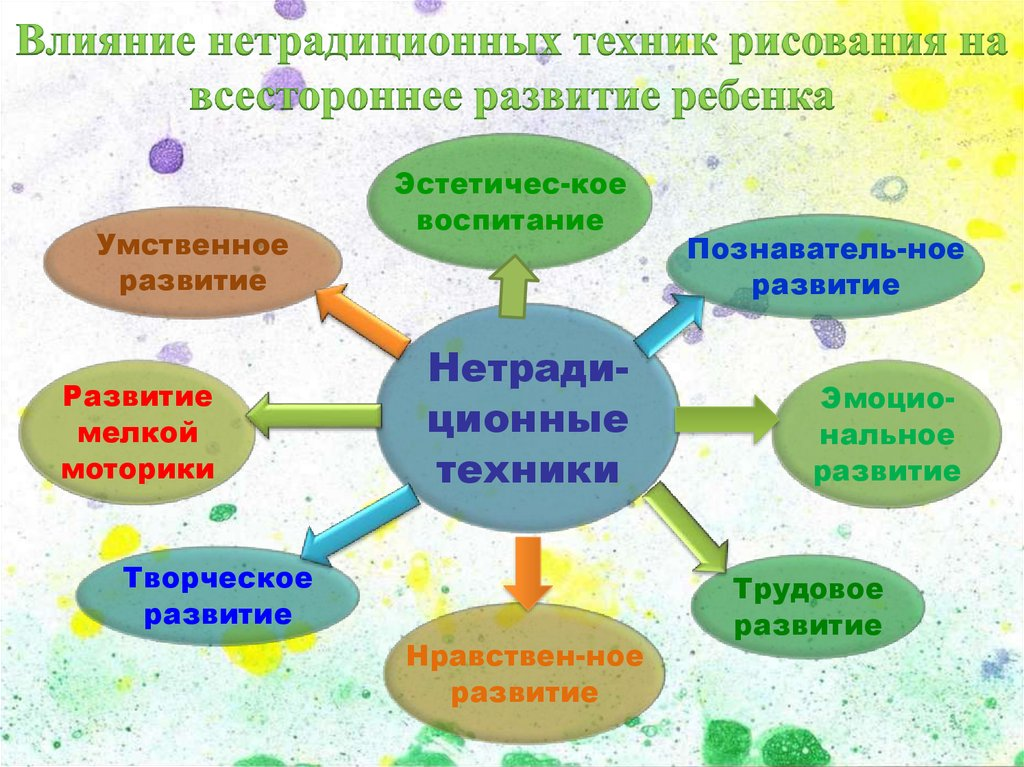 Влияние нетрадиционных техник рисования на
всестороннее развитие ребенка
Эстетичес-кое
воспитание
Умственное
развитие
Познаватель-ное
развитие
Нетради-
ционные
техники
Развитие
мелкой
моторики
Эмоцио-
нальное
развитие
Творческое
развитие
Трудовое
развитие
Нравствен-ное
развитие